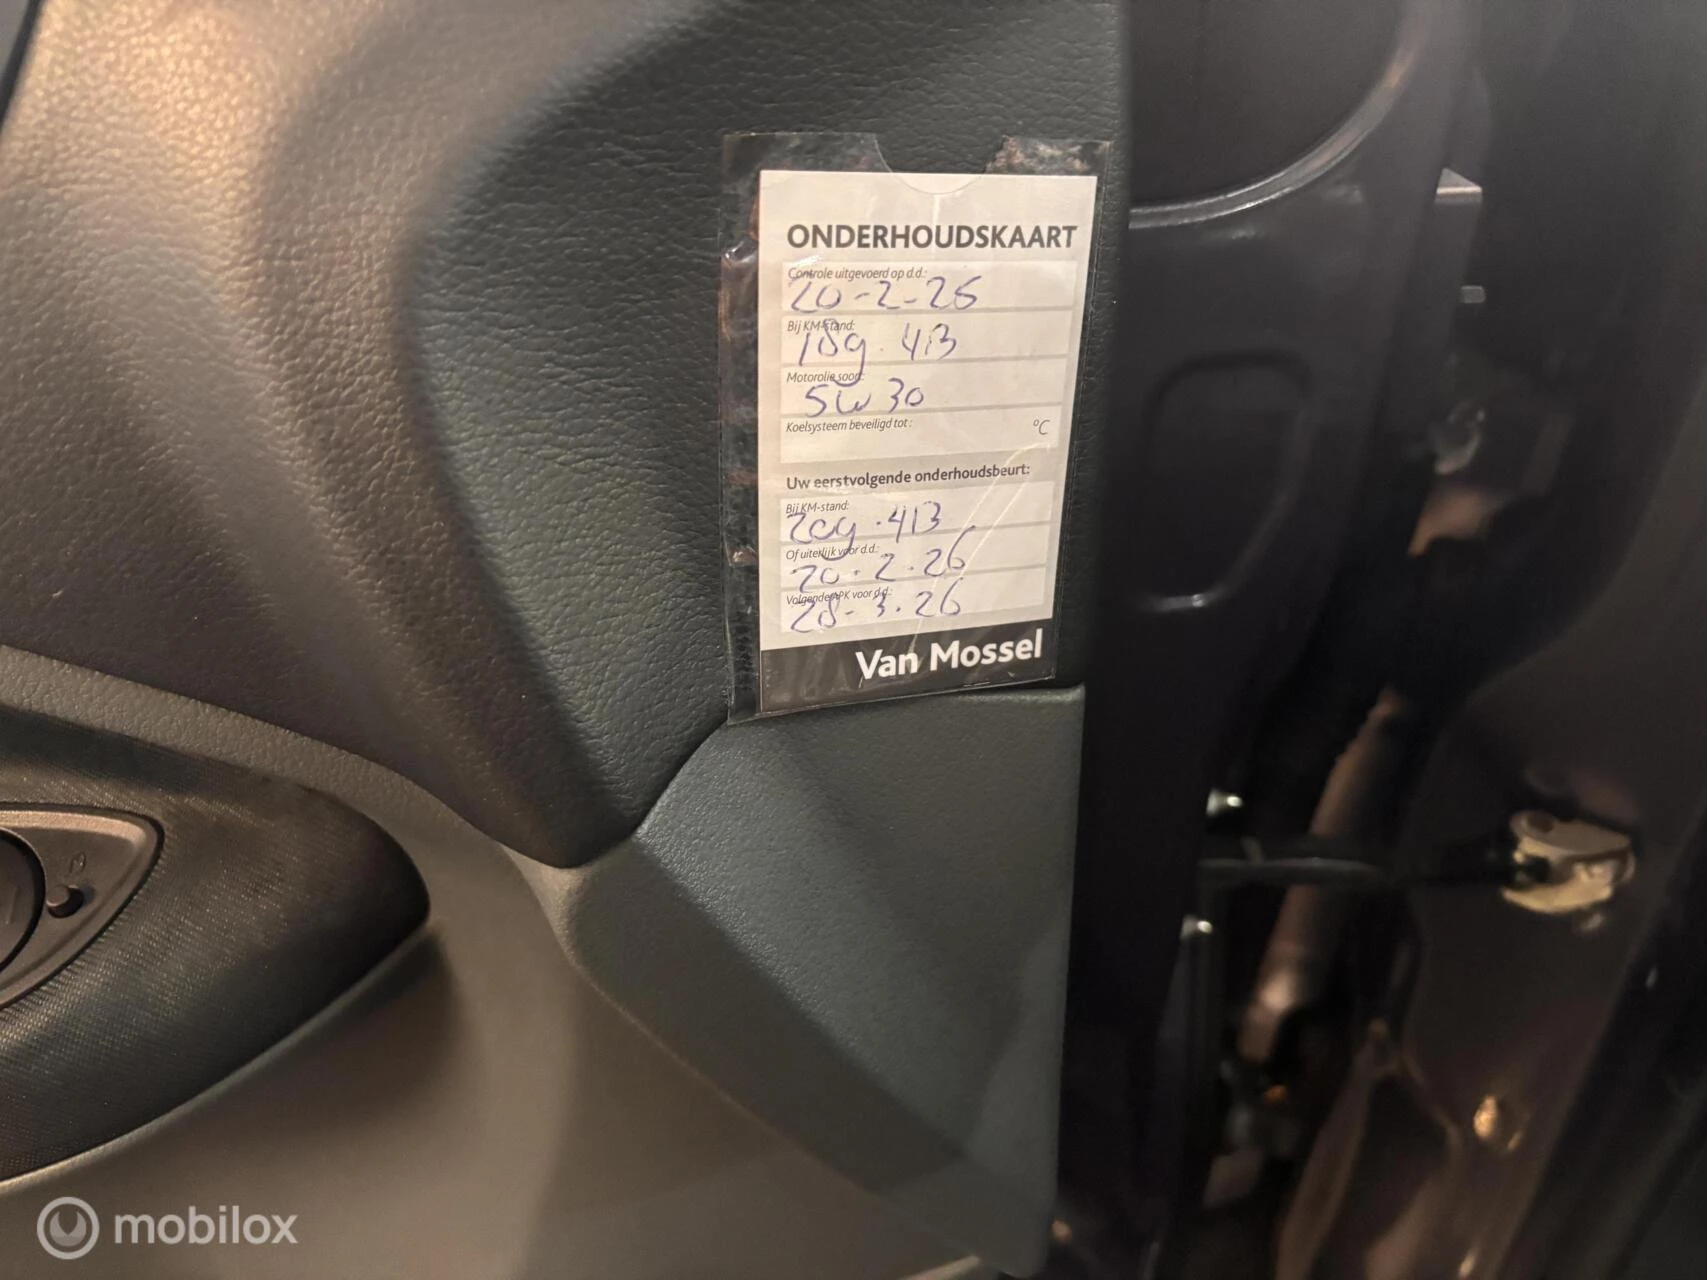 ONDERHOUDSKAART
Controle uitgevoerd op d.d.:
20-2-25
Bij KM-stand:
189.413
Motorolie soort:
5W30
Koelsysteem beveiligd tot: °C
Uw eerstvolgende onderhoudsbeurt:
Bij KM-stand:
209.413
Of uiterlijk voor d.d.:
20.2.26
Volgende APK voor d.d.:
28-3.26
Van Mossel
mobilox